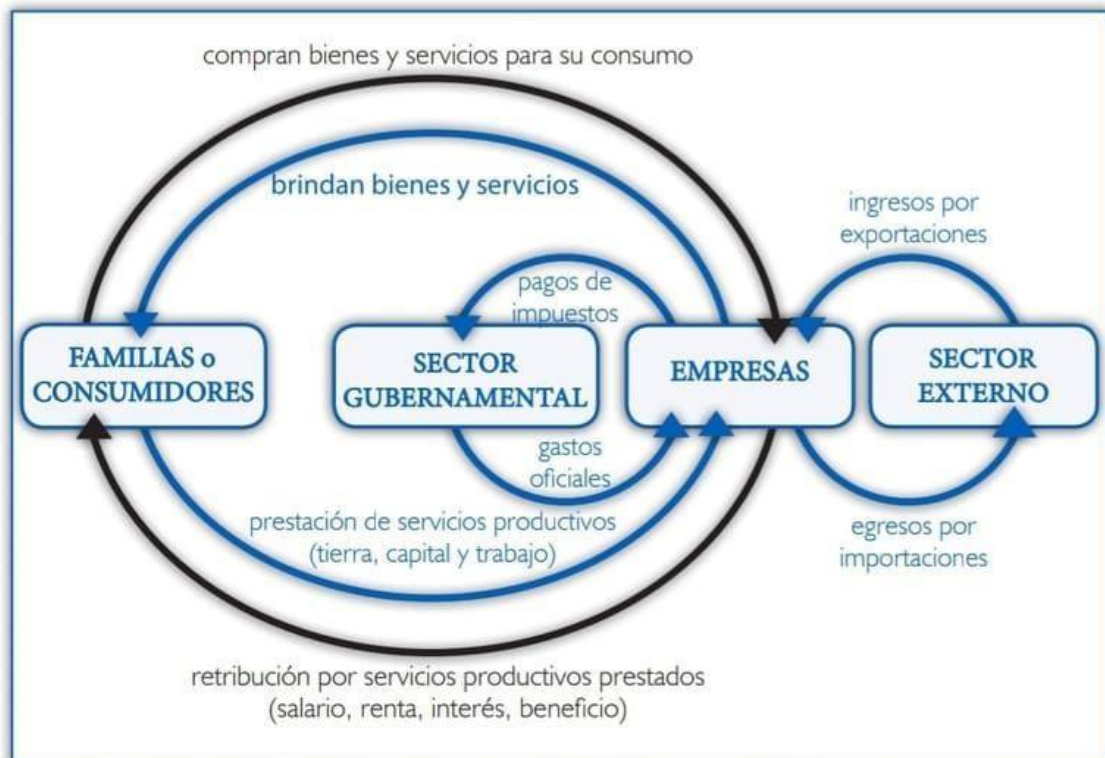 compran bienes y servicios para su consumo
brindan bienes y servicios
ingresos por
exportaciones
pagos de
impuestos
FAMILIAS o
CONSUMIDORES
SECTOR
GUBERNAMENTAL
EMPRESAS
SECTOR
EXTERNO
gastos
oficiales
prestación de servicios productivos
(tierra, capital y trabajo)
egresos por
importaciones
retribución por servicios productivos prestados
(salario, renta, interés, beneficio)